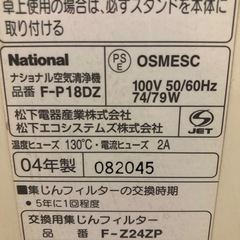 卓上使用の場合は、必ずスタンドを本体に
取り付ける
National
PSE
OSMESC
ナショナル空気清浄機
100V 50/60Hz
品番 F-P18DZ
74/79W
松下電器産業株式会社
松下エコシステムズ株式会社
JET
温度ヒューズ 130℃・電流ヒューズ 2A
04年製 082045
●集じんフィルターの交換時期
・5年に1回程度
交換用集じんフィルター
品番 F-Z24ZP